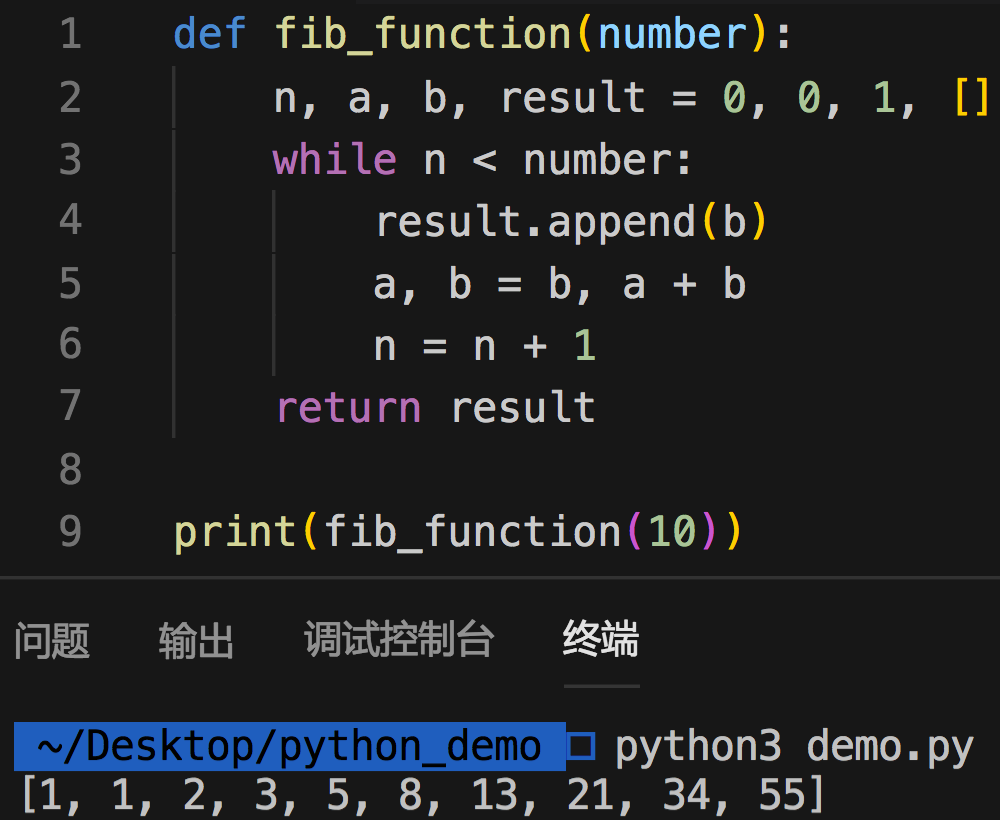 1 def fib_function(number):
2 n, a, b, result = 0, 0, 1, []
3 while n < number:
4 result.append(b)
5 a, b = b, a + b
6 n = n + 1
7 return result
8
9 print(fib_function(10))
问题 输出 调试控制台 终端
~/Desktop/python_demo python3 demo.py
[1, 1, 2, 3, 5, 8, 13, 21, 34, 55]